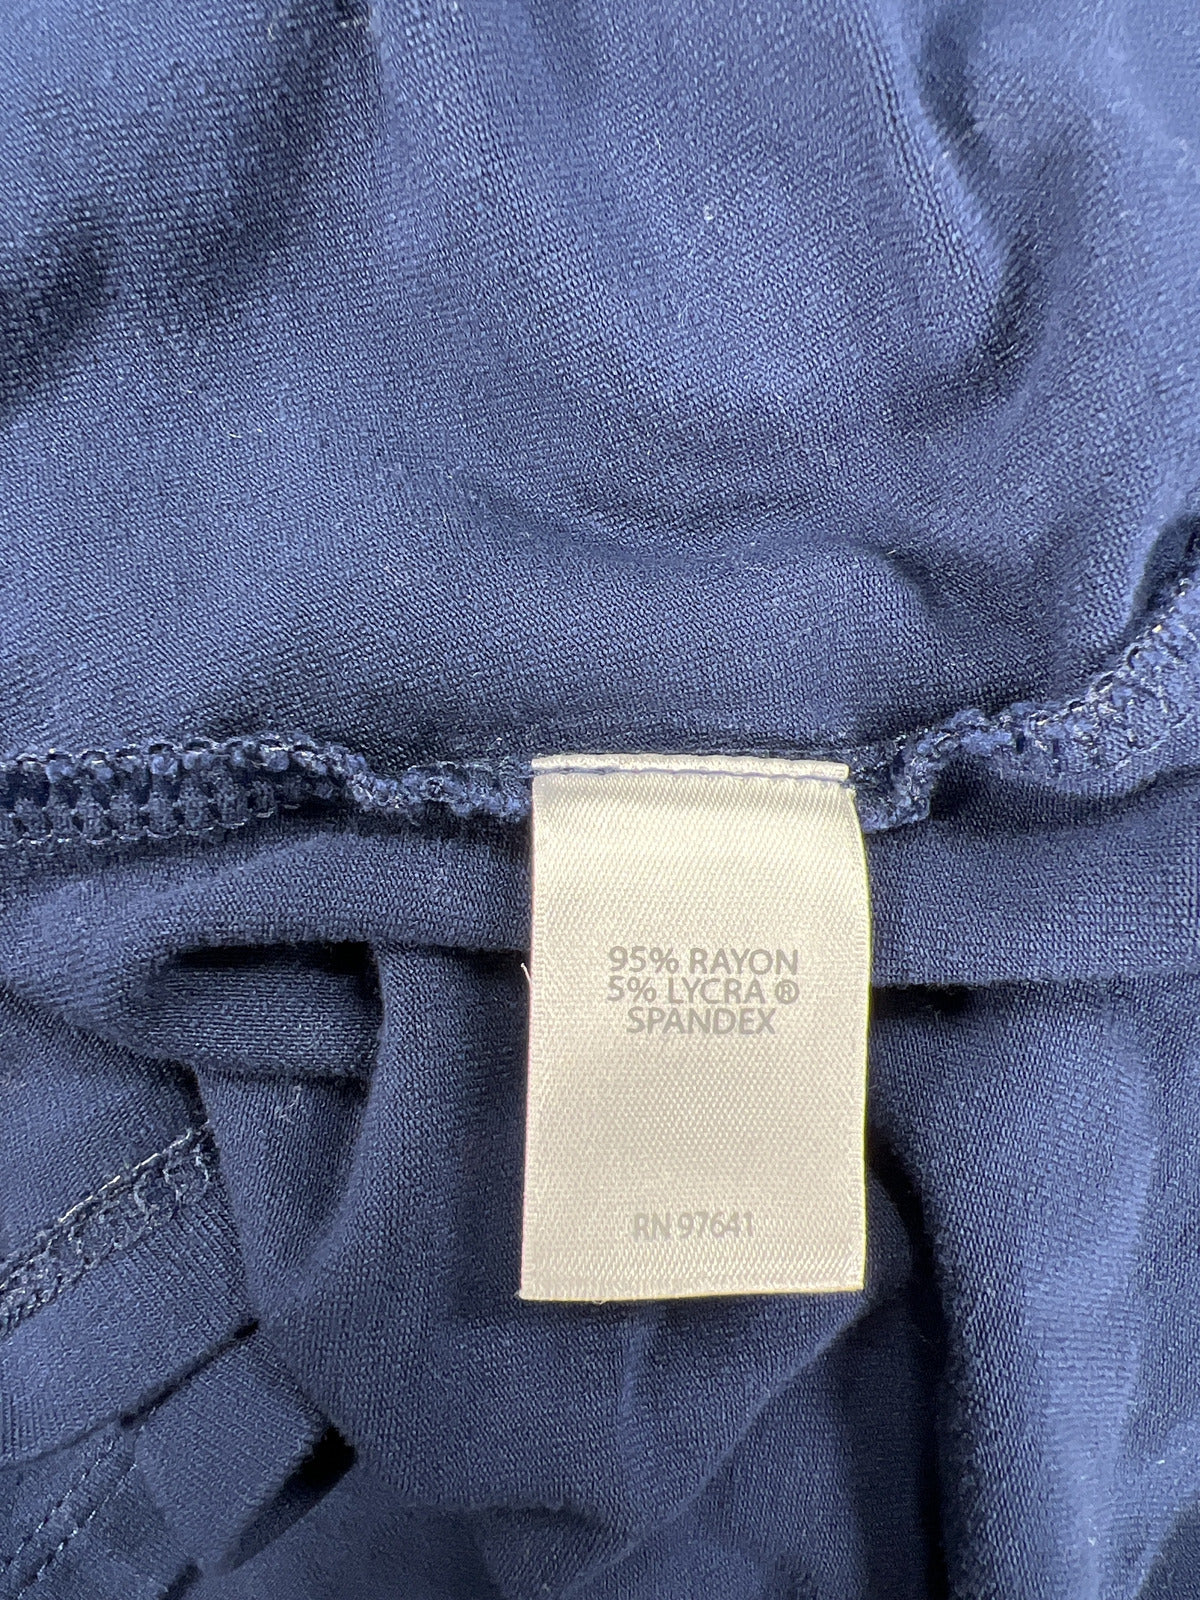 95% RAYON
5% LYCRA ®
SPANDEX
RN 97641